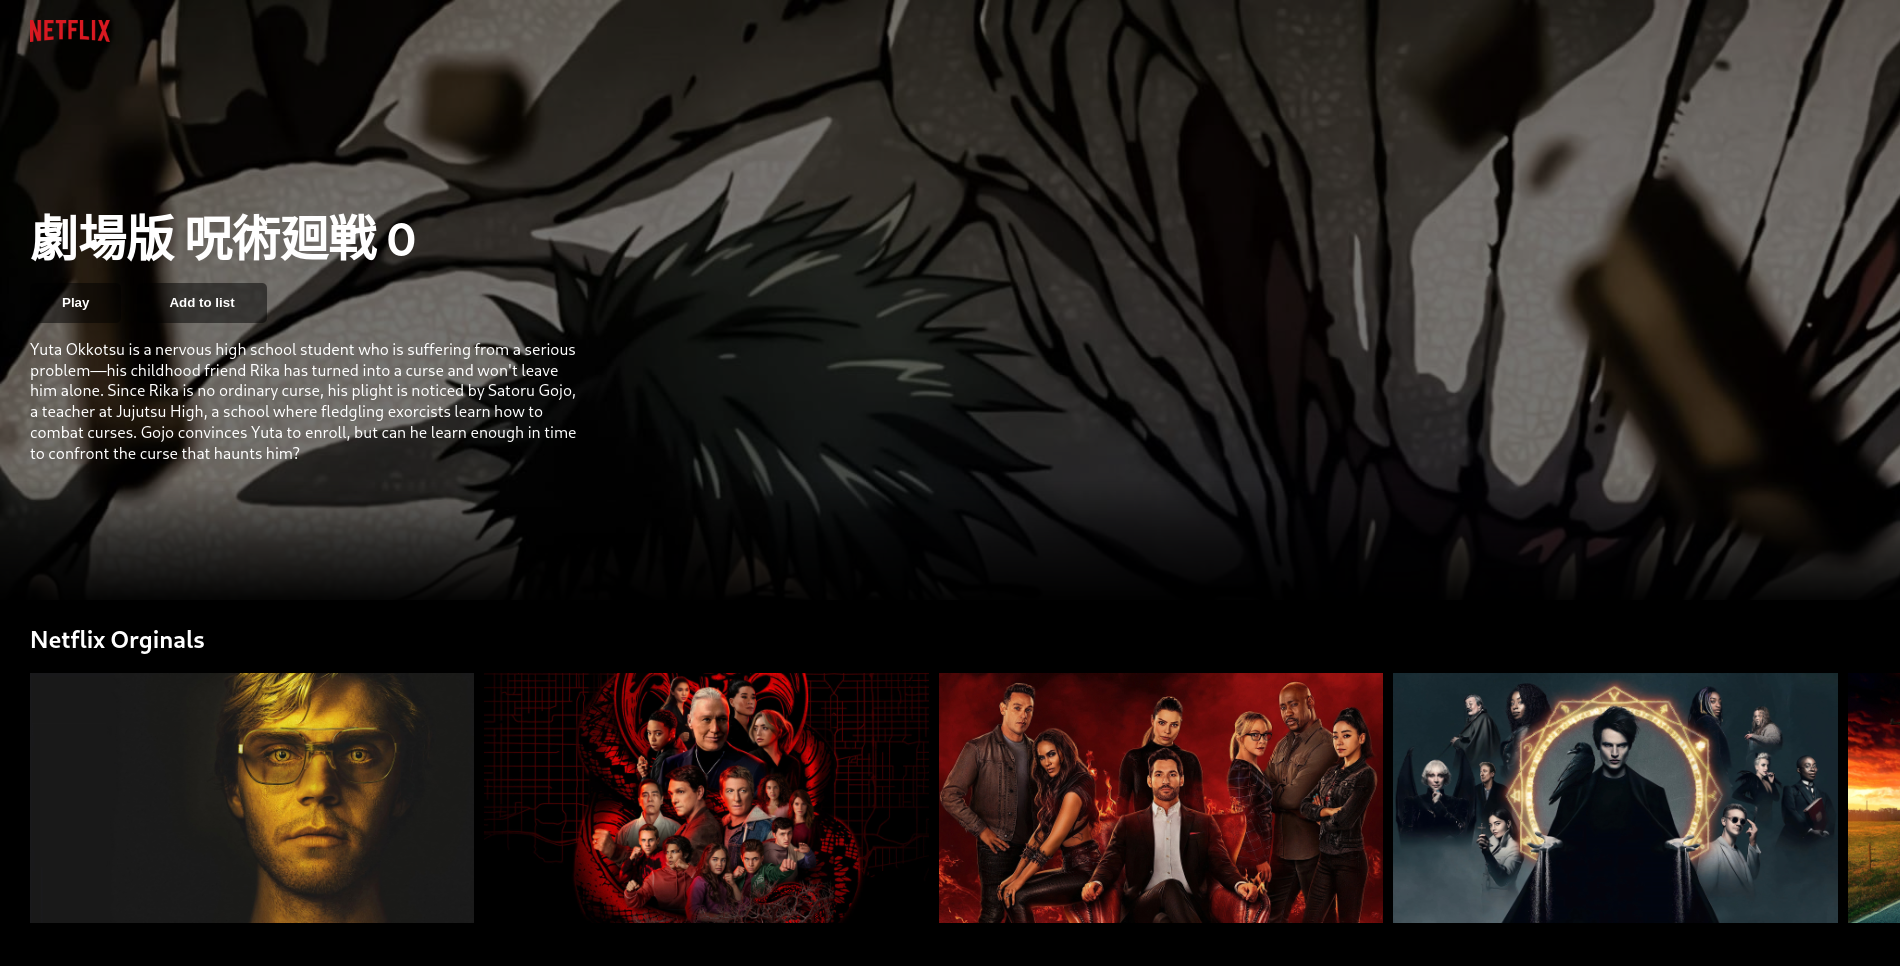 NETFLIX
劇場版 呪術廻戦 0
Play
Add to list
Yuta Okkotsu is a nervous high school student who is suffering from a serious
problem—his childhood friend Rika has turned into a curse and won't leave
him alone. Since Rika is no ordinary curse, his plight is noticed by Satoru Gojo,
a teacher at Jujutsu High, a school where fledgling exorcists learn how to
combat curses. Gojo convinces Yuta to enroll, but can he learn enough in time
to confront the curse that haunts him?
Netflix Orginals